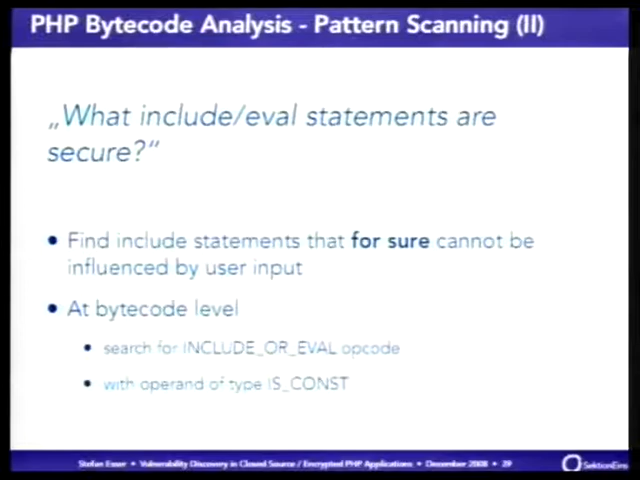 PHP Bytecode Analysis - Pattern Scanning (II)
„What include/eval statements are
secure?“
• Find include statements that for sure cannot be
influenced by user input
• At bytecode level
• search for INCLUDE_OR_EVAL opcode
• with operand of type IS_CONST
Stefan Esser • Vulnerability Discovery in Closed Source / Encrypted PHP Applications • December 2008 • 29
SektionEins